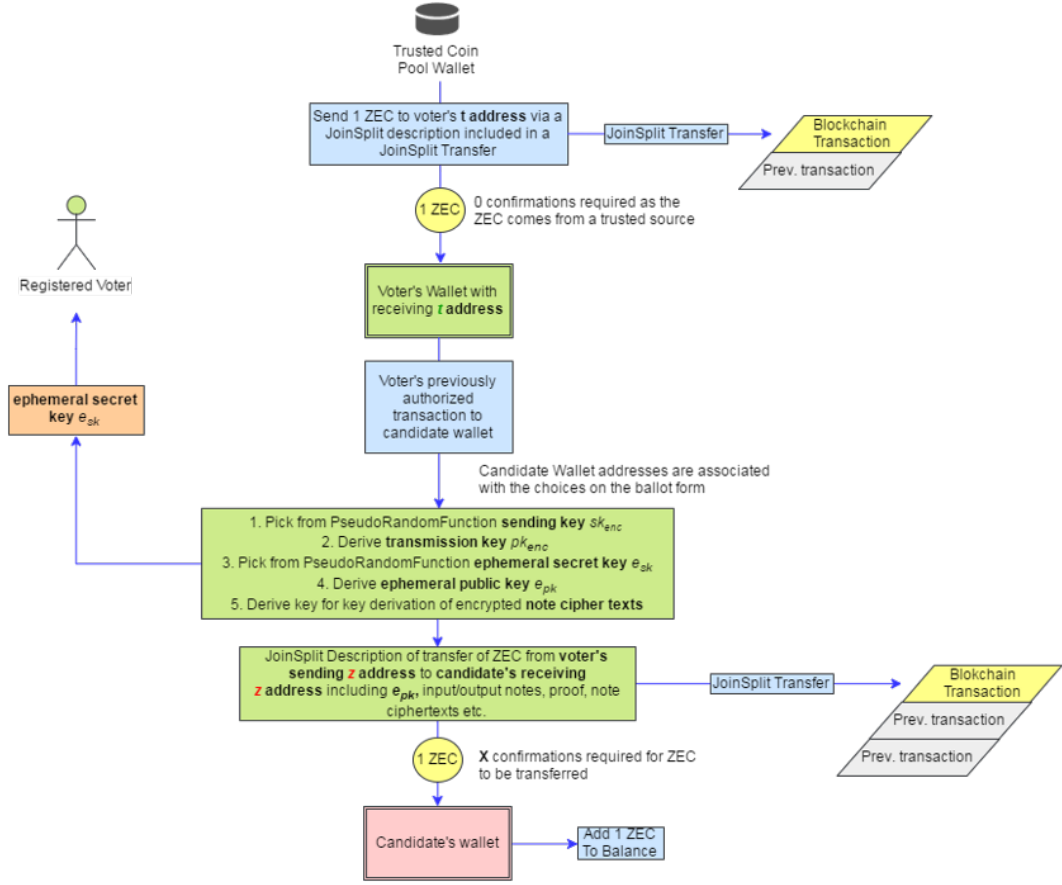 Trusted Coin
Pool Wallet
Send 1 ZEC to voter's t address via a
JoinSplit description included in a
JoinSplit Transfer
JoinSplit Transfer
Blockchain
Transaction
Prev. transaction
1 ZEC
0 confirmations required as the
ZEC comes from a trusted source
Registered Voter
Voter's Wallet with
receiving t address
ephemeral secret
key esk
Voter's previously
authorized
transaction to
candidate wallet
Candidate Wallet addresses are associated
with the choices on the ballot form
1. Pick from PseudoRandomFunction sending key skenc
2. Derive transmission key pkenc
3. Pick from PseudoRandomFunction ephemeral secret key esk
4. Derive ephemeral public key epk
5. Derive key for key derivation of encrypted note cipher texts
JoinSplit Description of transfer of ZEC from voter's
sending z address to candidate's receiving
z address including epk, input/output notes, proof, note
ciphertexts etc.
JoinSplit Transfer
Blokchain
Transaction
Prev. transaction
Prev. transaction
1 ZEC
X confirmations required for ZEC
to be transferred
Candidate's wallet
Add 1 ZEC
To Balance